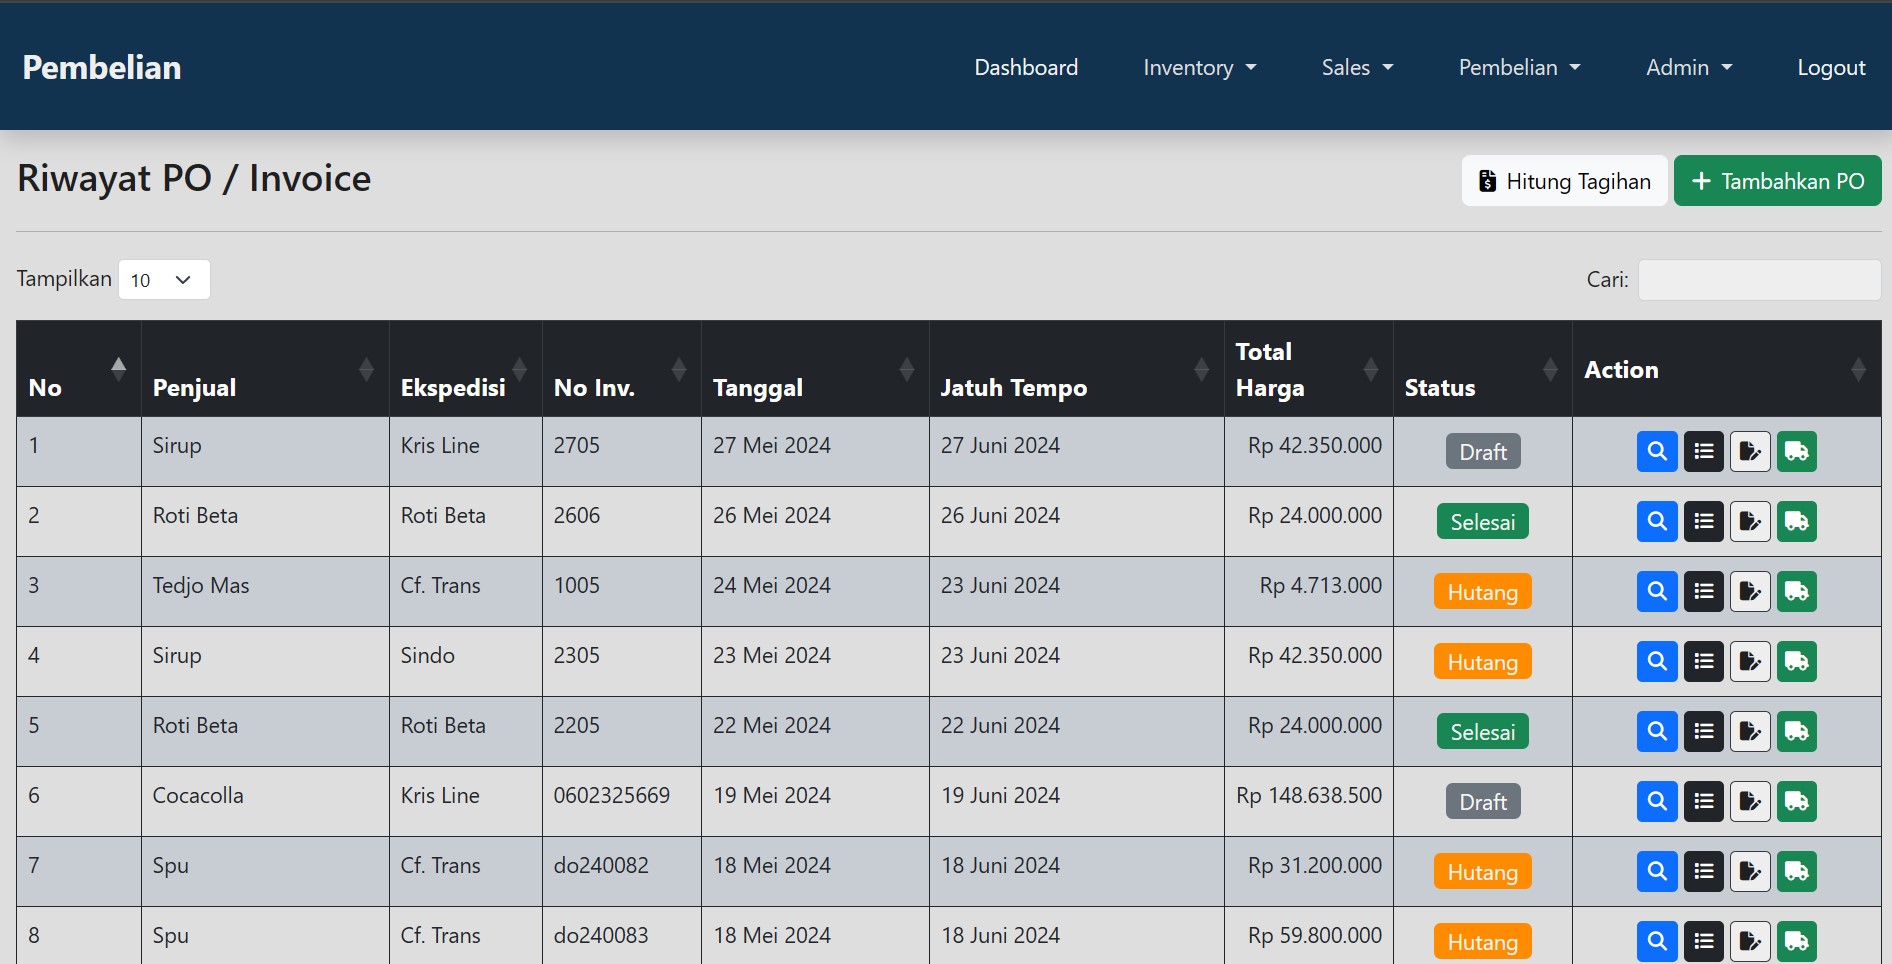 Pembelian Dashboard Inventory Sales Pembelian Admin Logout
Riwayat PO / Invoice Hitung Tagihan + Tambahkan PO
Tampilkan 10 Cari:
No Penjual Ekspedisi No Inv. Tanggal Jatuh Tempo Total Harga Status Action
1 Sirup Kris Line 2705 27 Mei 2024 27 Juni 2024 Rp 42.350.000 Draft
2 Roti Beta Roti Beta 2606 26 Mei 2024 26 Juni 2024 Rp 24.000.000 Selesai
3 Tedjo Mas Cf. Trans 1005 24 Mei 2024 23 Juni 2024 Rp 4.713.000 Hutang
4 Sirup Sindo 2305 23 Mei 2024 23 Juni 2024 Rp 42.350.000 Hutang
5 Roti Beta Roti Beta 2205 22 Mei 2024 22 Juni 2024 Rp 24.000.000 Selesai
6 Cocacolla Kris Line 0602325669 19 Mei 2024 19 Juni 2024 Rp 148.638.500 Draft
7 Spu Cf. Trans do240082 18 Mei 2024 18 Juni 2024 Rp 31.200.000 Hutang
8 Spu Cf. Trans do240083 18 Mei 2024 18 Juni 2024 Rp 59.800.000 Hutang